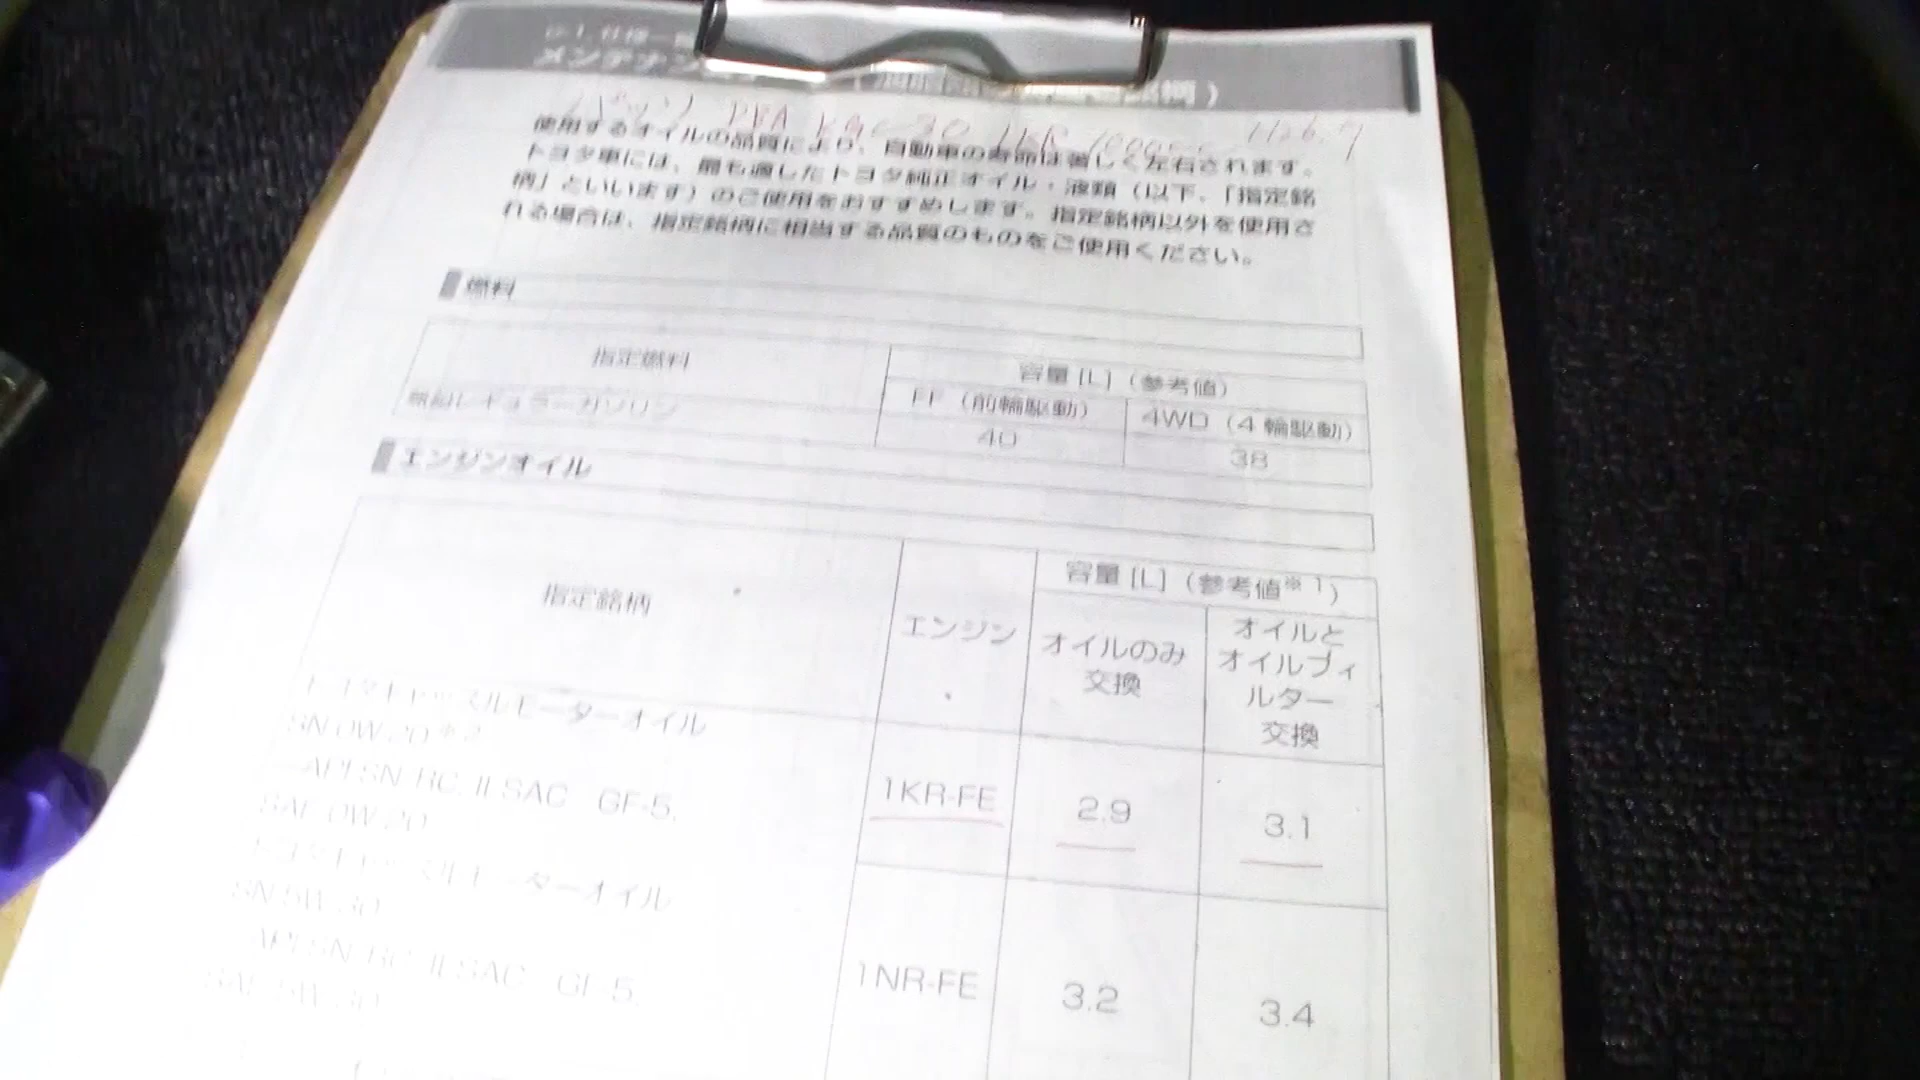 メンテナン
使用するオイルの品質により、自動車の寿命は著しく左右されます。
トヨタ車には、最も適したトヨタ純正オイル・液類（以下、「指定銘
柄」といいます）のご使用をおすすめします。指定銘柄以外を使用さ
れる場合は、指定銘柄に相当する品質のものをご使用ください。
燃料
指定燃料
容量 [L]（参考値）
FF（前輪駆動）
4WD（4 輪駆動）
無鉛レギュラーガソリン
40
38
エンジンオイル
指定銘柄
エンジン
容量 [L]（参考値※1）
オイルのみ
交換
オイルと
オイルフィ
ルター
交換
トヨタキャッスルモーターオイル
SN 0W-20 ※2
API SN/RC, ILSAC GF-5,
SAE 0W-20
1KR-FE
2.9
3.1
トヨタキャッスルモーターオイル
SN 5W-30
API SN/RC, ILSAC GF-5,
SAE 5W-30
1NR-FE
3.2
3.4